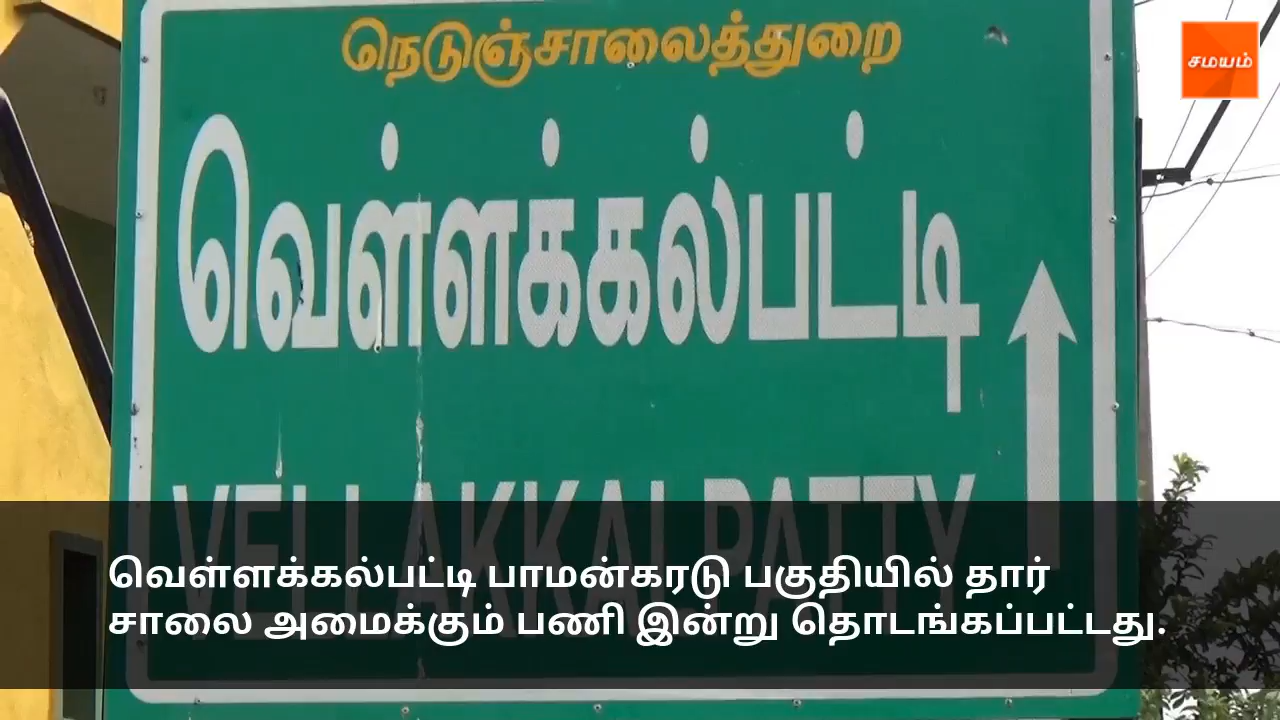 நெடுஞ்சாலைத்துறை
சமயம்
வெள்ளக்கல்பட்டி
VELLAKKALPATTY
வெள்ளக்கல்பட்டி பாமன்கரடு பகுதியில் தார்
சாலை அமைக்கும் பணி இன்று தொடங்கப்பட்டது.